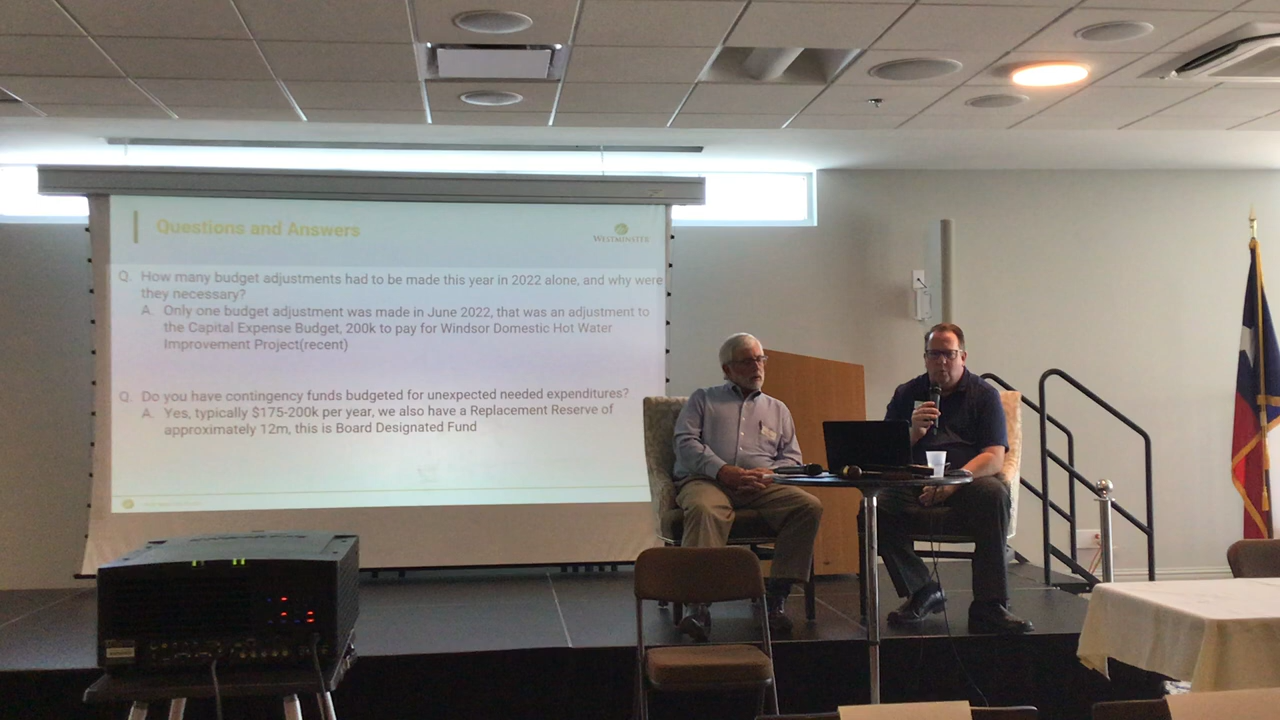 Questions and Answers
WESTMINSTER
Q. How many budget adjustments had to be made this year in 2022 alone, and why were
they necessary?
A. Only one budget adjustment was made in June 2022, that was an adjustment to
the Capital Expense Budget, 200k to pay for Windsor Domestic Hot Water
Improvement Project(recent)
Q. Do you have contingency funds budgeted for unexpected needed expenditures?
A. Yes, typically $175-200k per year, we also have a Replacement Reserve of
approximately 12m, this is Board Designated Fund